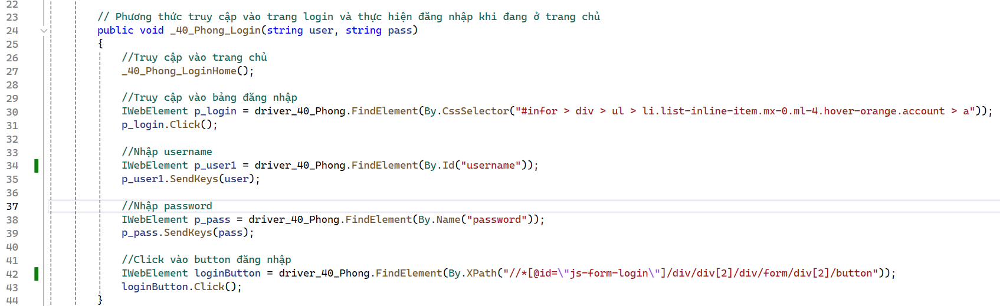 22
23 // Phương thức truy cập vào trang login và thực hiện đăng nhập khi đang ở trang chủ
24 public void _40_Phong_Login(string user, string pass)
25 {
26 //Truy cập vào trang chủ
27 _40_Phong_LoginHome();
28
29 //Truy cập vào bảng đăng nhập
30 IWebElement p_login = driver_40_Phong.FindElement(By.CssSelector("#infor > div > ul > li.list-inline-item.mx-0.ml-4.hover-orange.account > a"));
31 p_login.Click();
32
33 //Nhập username
34 IWebElement p_user1 = driver_40_Phong.FindElement(By.Id("username"));
35 p_user1.SendKeys(user);
36
37 //Nhập password
38 IWebElement p_pass = driver_40_Phong.FindElement(By.Name("password"));
39 p_pass.SendKeys(pass);
40
41 //Click vào button đăng nhập
42 IWebElement loginButton = driver_40_Phong.FindElement(By.XPath("//*[@id=\"js-form-login\"]/div/div[2]/div/form/div[2]/button"));
43 loginButton.Click();
44 }